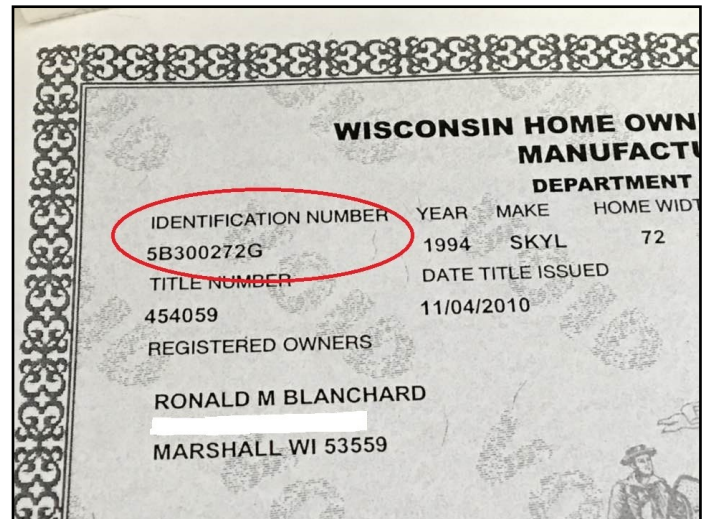 WISCONSIN HOME OWN
MANUFACTU
DEPARTMENT
IDENTIFICATION NUMBER YEAR MAKE HOME WIDT
5B300272G 1994 SKYL 72
TITLE NUMBER DATE TITLE ISSUED
454059 11/04/2010
REGISTERED OWNERS
RONALD M BLANCHARD
MARSHALL WI 53559